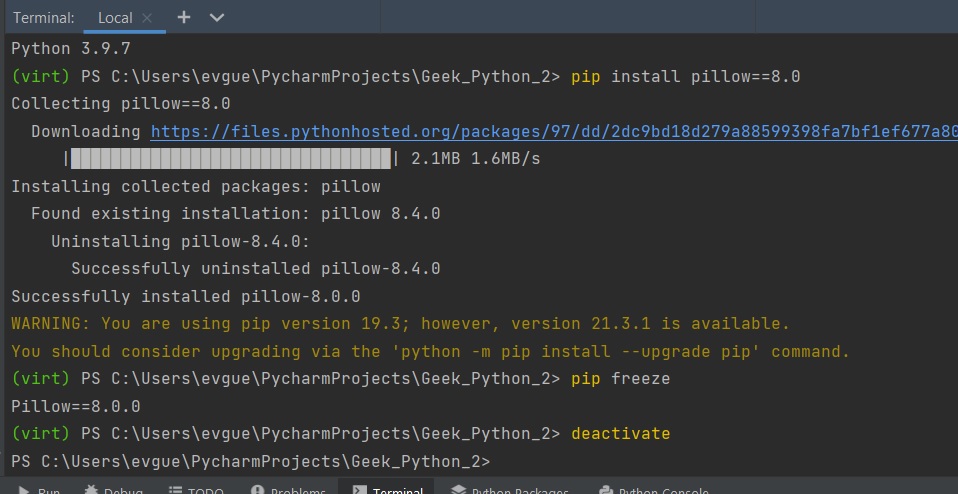 Terminal: Local × + 
Python 3.9.7
(virt) PS C:\Users\evgue\PycharmProjects\Geek_Python_2> pip install pillow==8.0
Collecting pillow==8.0
  Downloading https://files.pythonhosted.org/packages/97/dd/2dc9bd18d279a88599398fa7bf1ef677a80
     |████████████████████████████████| 2.1MB 1.6MB/s
Installing collected packages: pillow
  Found existing installation: pillow 8.4.0
    Uninstalling pillow-8.4.0:
      Successfully uninstalled pillow-8.4.0
Successfully installed pillow-8.0.0
WARNING: You are using pip version 19.3; however, version 21.3.1 is available.
You should consider upgrading via the 'python -m pip install --upgrade pip' command.
(virt) PS C:\Users\evgue\PycharmProjects\Geek_Python_2> pip freeze
Pillow==8.0.0
(virt) PS C:\Users\evgue\PycharmProjects\Geek_Python_2> deactivate
PS C:\Users\evgue\PycharmProjects\Geek_Python_2>
Run Debug TODO Problems Terminal Python Packages Python Console